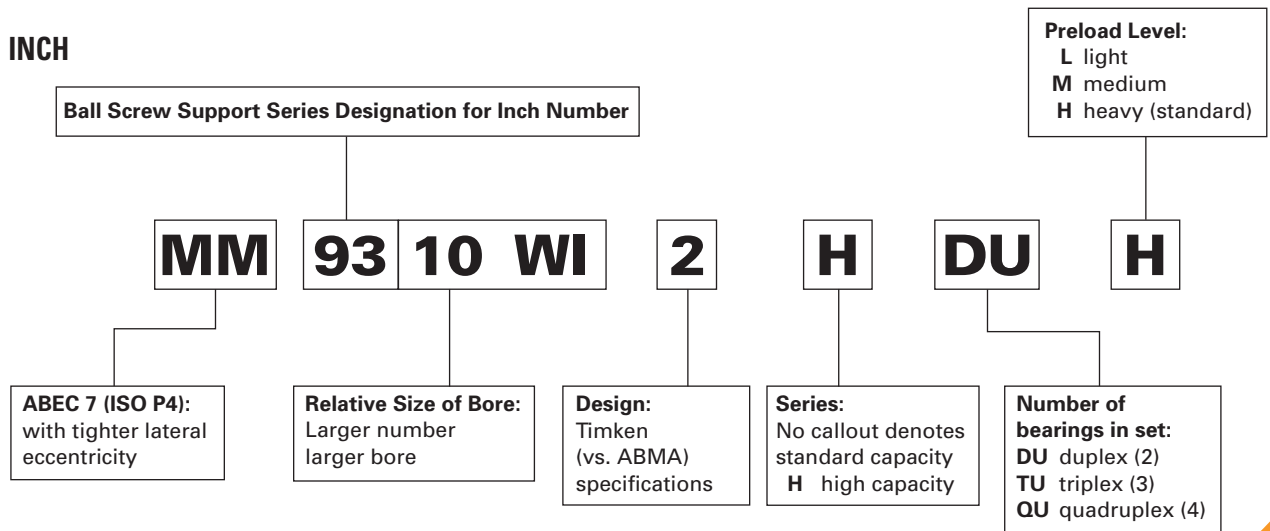 INCH
Preload Level:
L light
M medium
H heavy (standard)
Ball Screw Support Series Designation for Inch Number
MM 93 10 WI 2 H DU H
ABEC 7 (ISO P4):
with tighter lateral
eccentricity
Relative Size of Bore:
Larger number
larger bore
Design:
Timken
(vs. ABMA)
specifications
Series:
No callout denotes
standard capacity
H high capacity
Number of
bearings in set:
DU duplex (2)
TU triplex (3)
QU quadruplex (4)